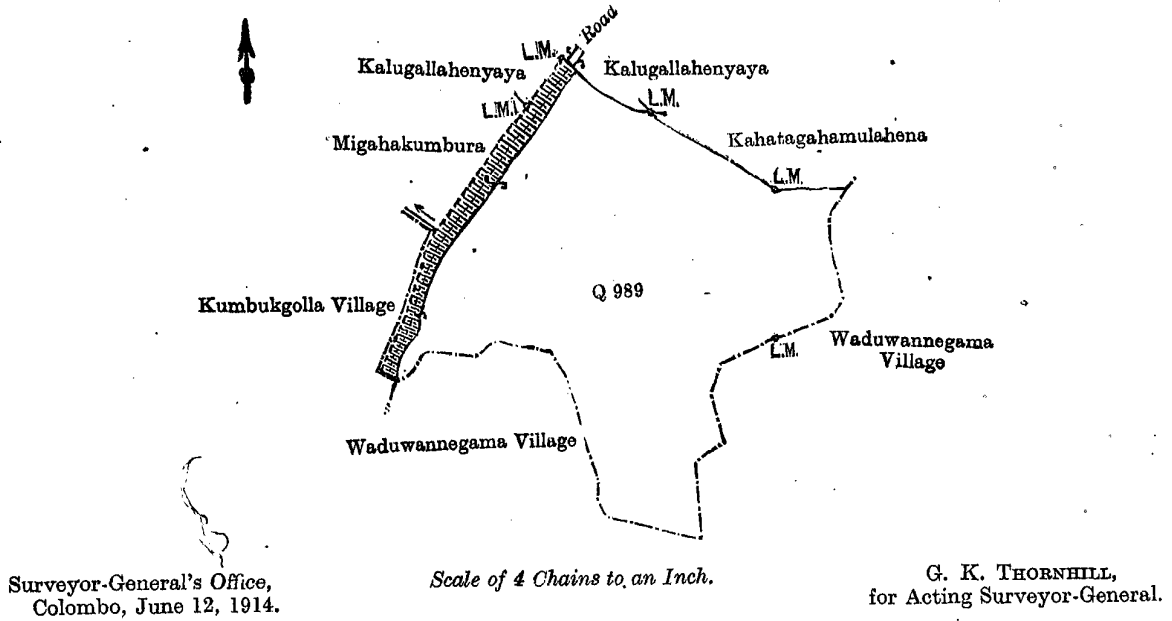 Road
L.M.
Kalugallahenyaya
Kalugallahenyaya
L.M.
L.M.
Migahakumbura
Kahatagahamulahena
L.M.
Q 989
Kumbukgolla Village
Waduwannegama
Village
L.M.
Waduwannegama Village
Surveyor-General's Office,
Colombo, June 12, 1914.
Scale of 4 Chains to an Inch.
G. K. THORNHILL,
for Acting Surveyor-General.